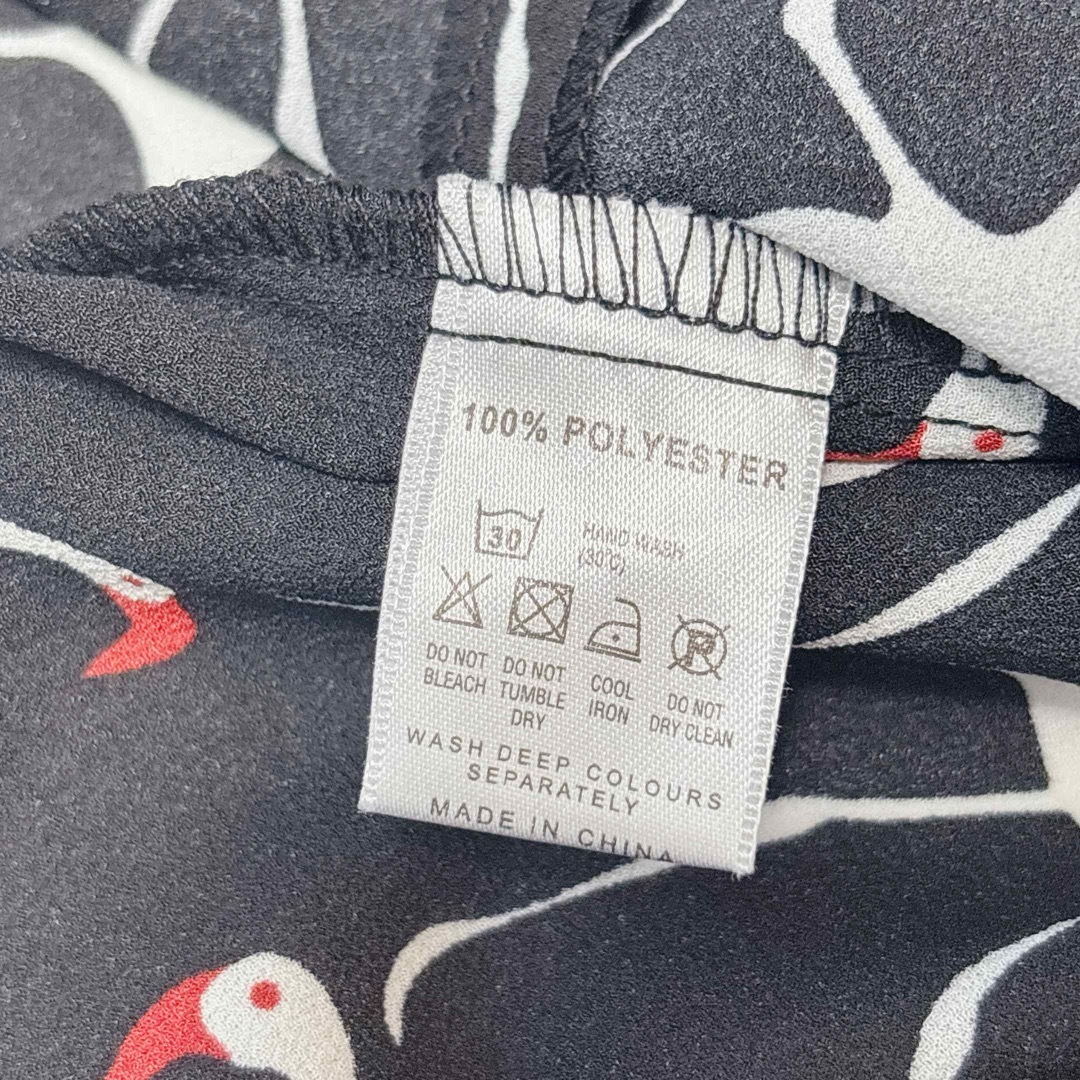 100% POLYESTER
30 HAND WASH
(30°C)
P
DO NOT BLEACH
DO NOT TUMBLE DRY
COOL IRON
DO NOT DRY CLEAN
WASH DEEP COLOURS
SEPARATELY
MADE IN CHINA